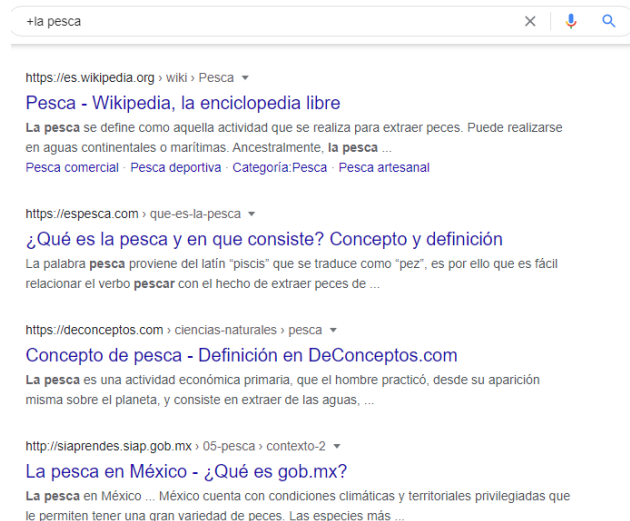 +la pesca
https://es.wikipedia.org › wiki › Pesca
Pesca - Wikipedia, la enciclopedia libre
La pesca se define como aquella actividad que se realiza para extraer peces. Puede realizarse
en aguas continentales o marítimas. Ancestralmente, la pesca ...
Pesca comercial · Pesca deportiva · Categoría:Pesca · Pesca artesanal
https://espesca.com › que-es-la-pesca
¿Qué es la pesca y en que consiste? Concepto y definición
La palabra pesca proviene del latín “piscis” que se traduce como “pez”, es por ello que es fácil
relacionar el verbo pescar con el hecho de extraer peces de ...
https://deconceptos.com › ciencias-naturales › pesca
Concepto de pesca - Definición en DeConceptos.com
La pesca es una actividad económica primaria, que el hombre practicó, desde su aparición
misma sobre el planeta, y consiste en extraer de las aguas, ...
http://siaprendes.siap.gob.mx › 05-pesca › contexto-2
La pesca en México - ¿Qué es gob.mx?
La pesca en México ... México cuenta con condiciones climáticas y territoriales privilegiadas que
le permiten tener una gran variedad de peces. Las especies más ...